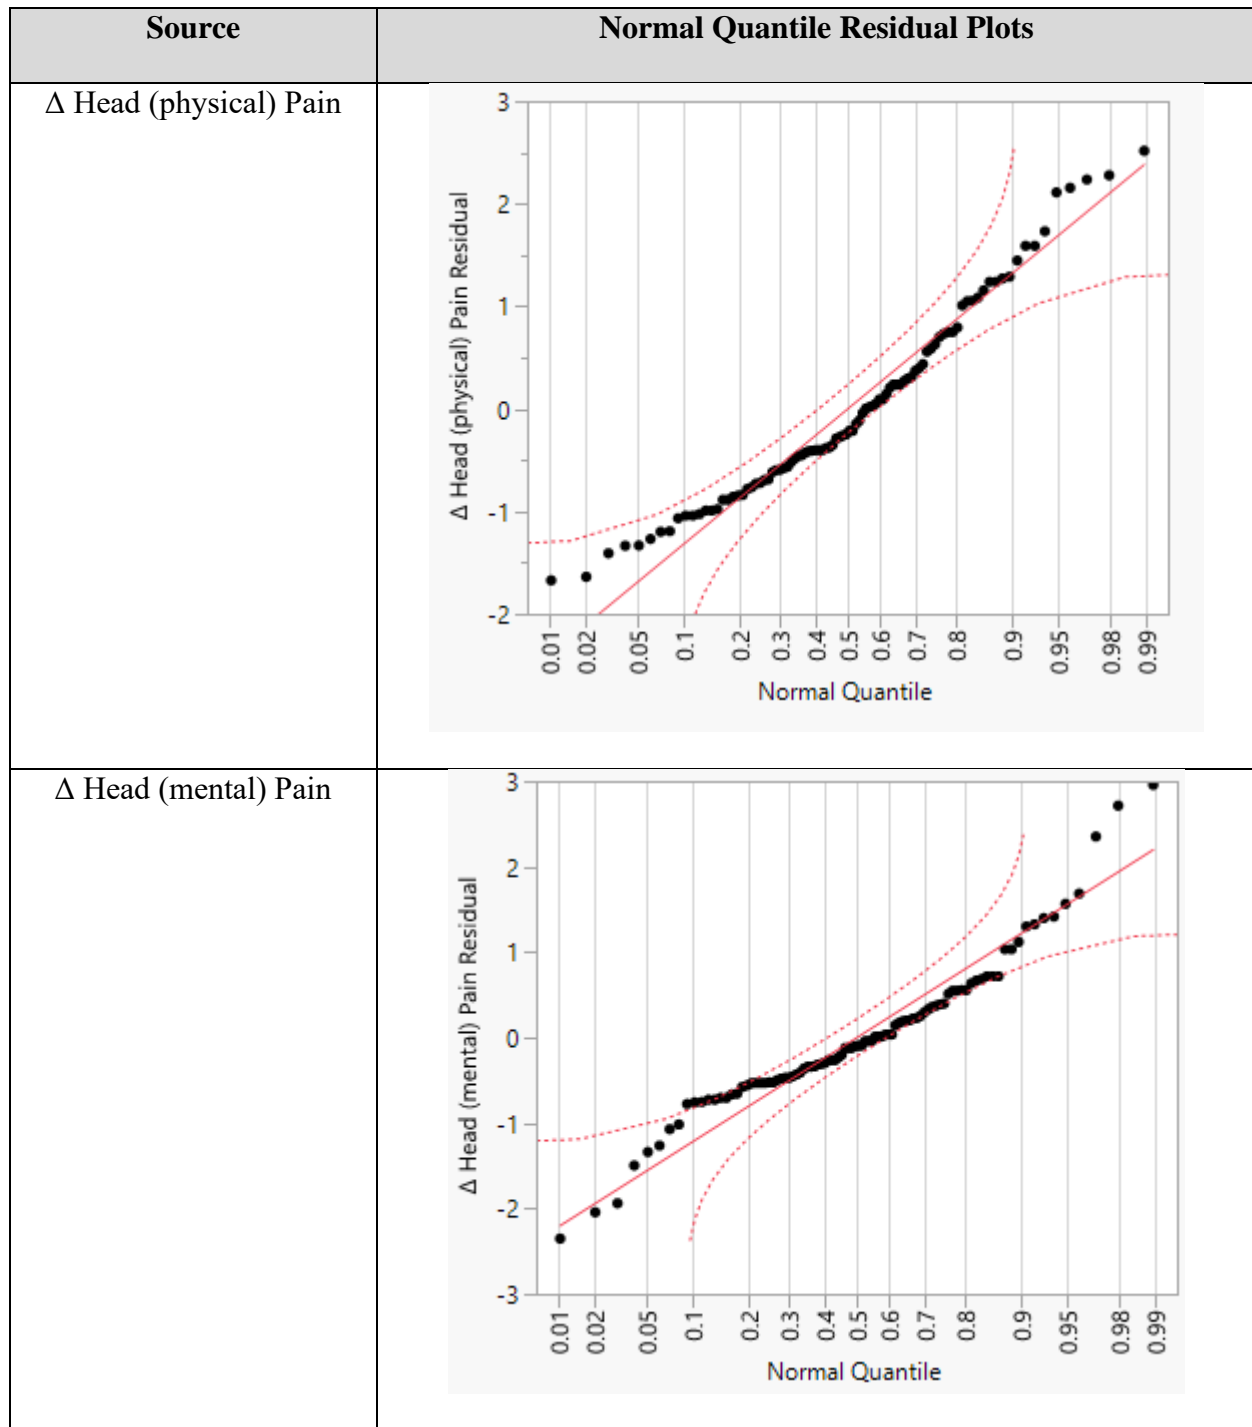 Source
Normal Quantile Residual Plots
Δ Head (physical) Pain
3
2
1
0
-1
-2
Δ Head (physical) Pain Residual
0.01 0.02 0.05 0.1 0.2 0.3 0.4 0.5 0.6 0.7 0.8 0.9 0.95 0.98 0.99
Normal Quantile
Δ Head (mental) Pain
3
2
1
0
-1
-2
-3
Δ Head (mental) Pain Residual
0.01 0.02 0.05 0.1 0.2 0.3 0.4 0.5 0.6 0.7 0.8 0.9 0.95 0.98 0.99
Normal Quantile